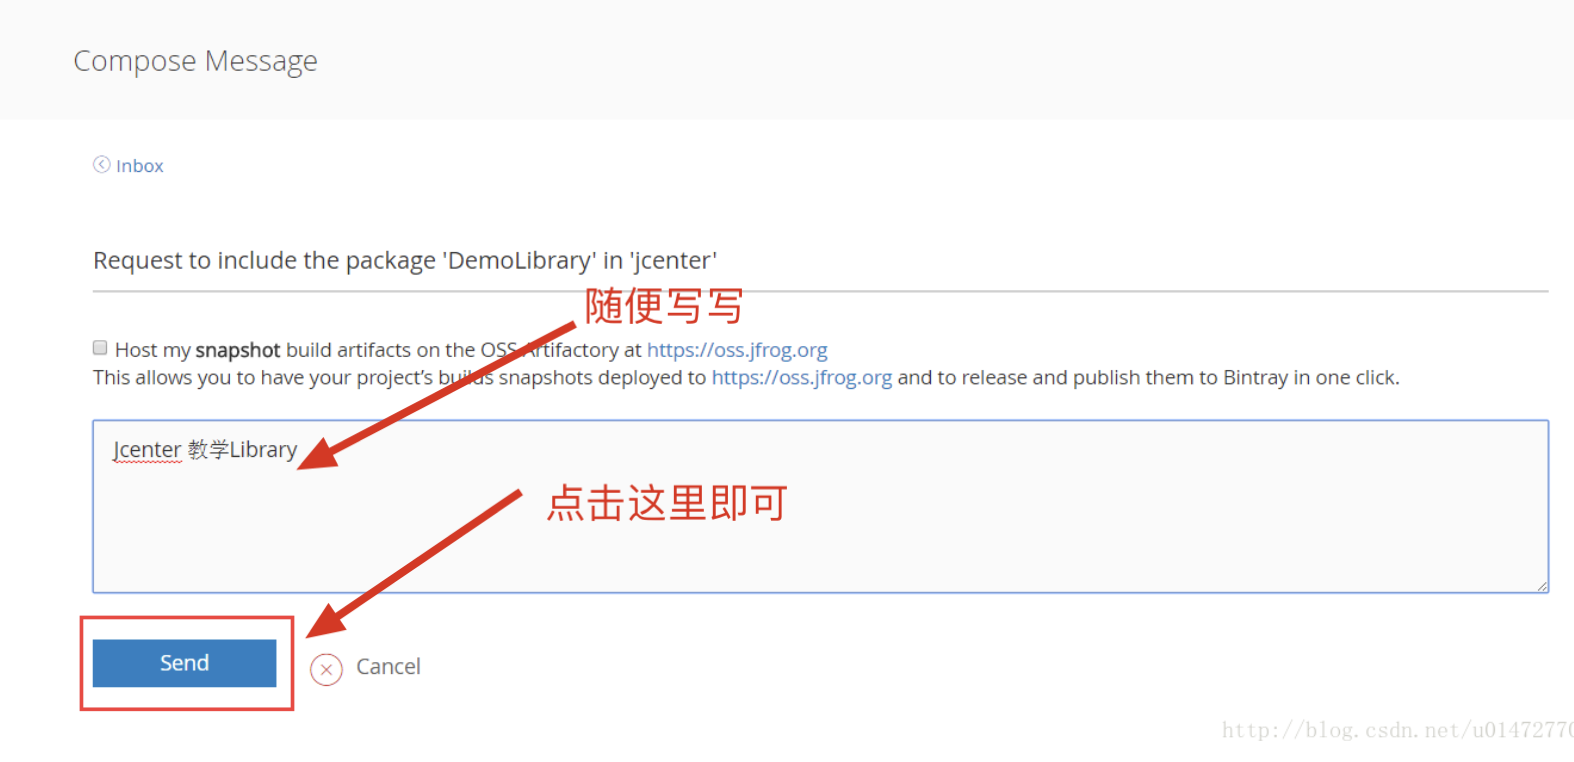 Compose Message
Inbox
Request to include the package 'DemoLibrary' in 'jcenter'
随便写写
Host my snapshot build artifacts on the OSS Artifactory at https://oss.jfrog.org
This allows you to have your project's builds snapshots deployed to https://oss.jfrog.org and to release and publish them to Bintray in one click.
Jcenter 教学Library
点击这里即可
Send
Cancel
http://blog.csdn.net/u01472770